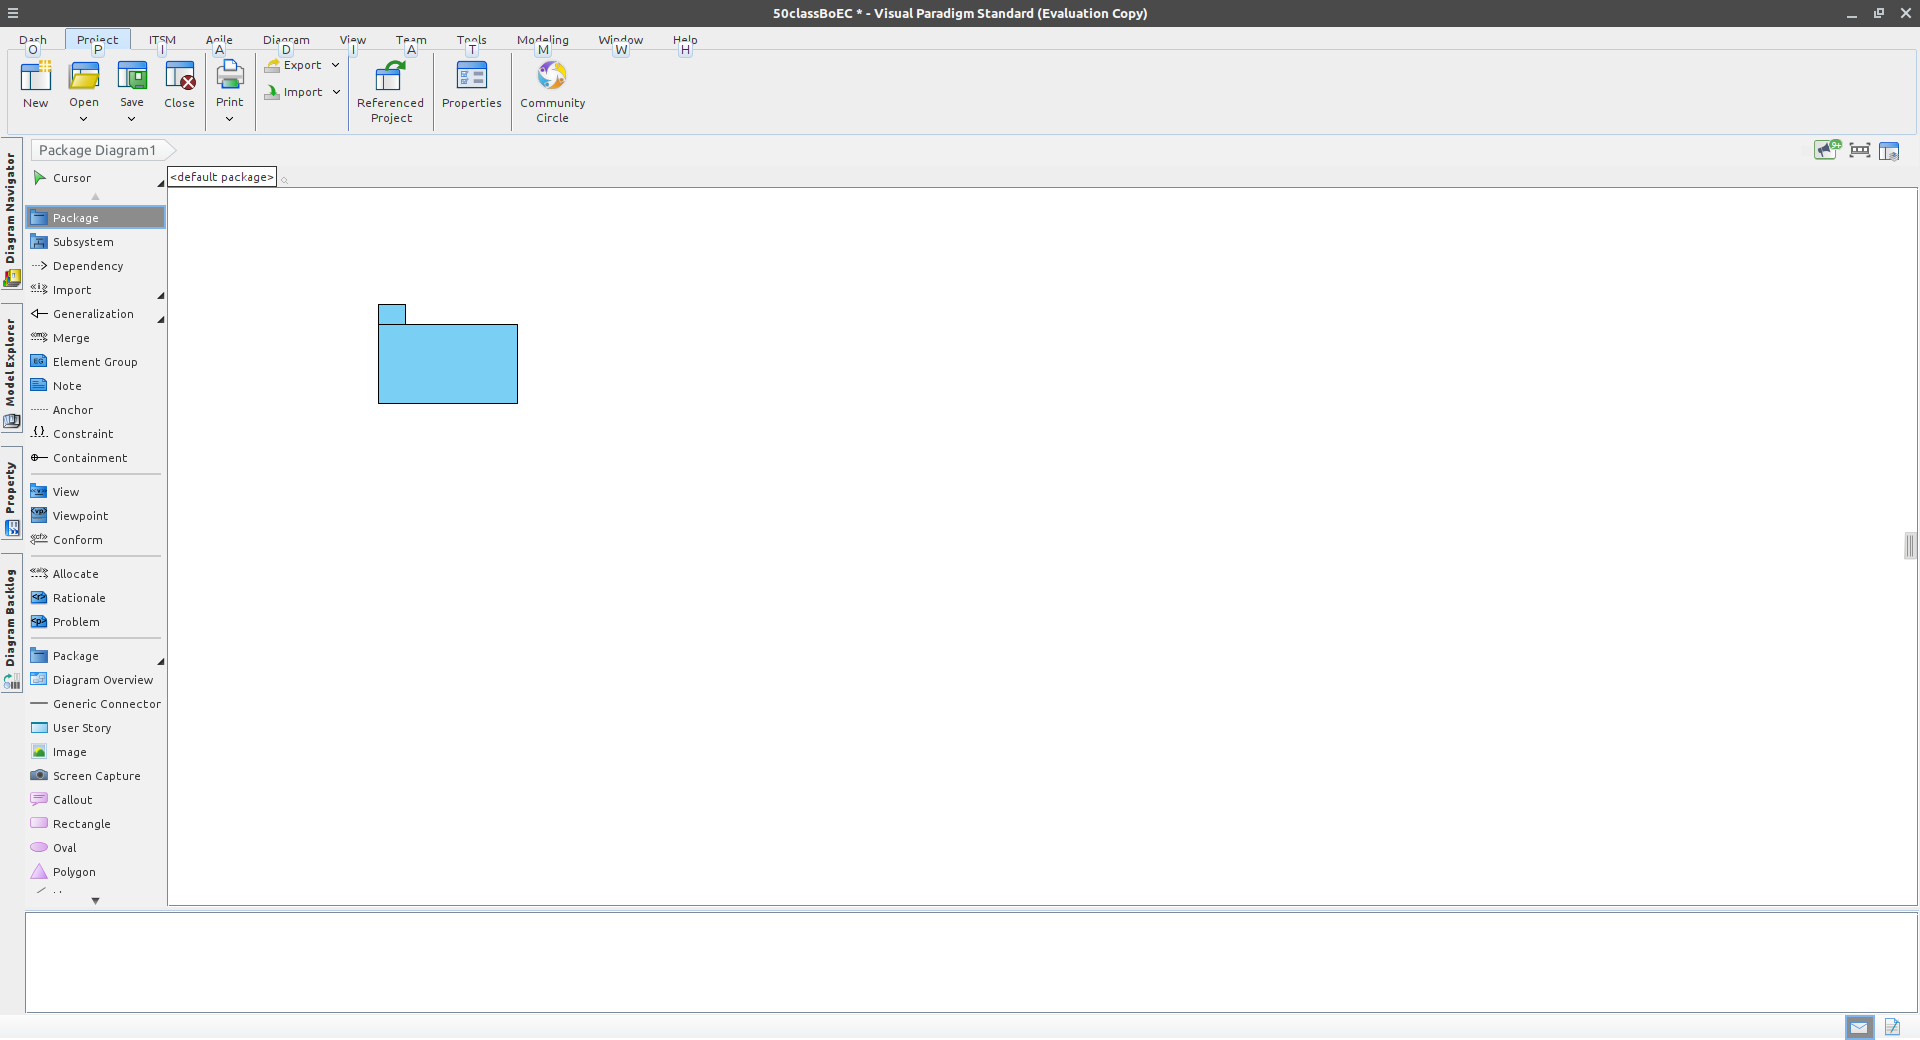 50classBoEC * - Visual Paradigm Standard (Evaluation Copy)
Dash Project ITSM Agile Diagram View Team Tools Modeling Window Help
O P I A D I A T M W H
New Open Save Close Print Export Import Referenced Project Properties Community Circle
Package Diagram1
<default package>
Cursor
Package
Subsystem
Dependency
Import
Generalization
Merge
Element Group
Note
Anchor
Constraint
Containment
View
Viewpoint
Conform
Allocate
Rationale
Problem
Package
Diagram Overview
Generic Connector
User Story
Image
Screen Capture
Callout
Rectangle
Oval
Polygon
Diagram Navigator
Model Explorer
Property
Diagram Backlog